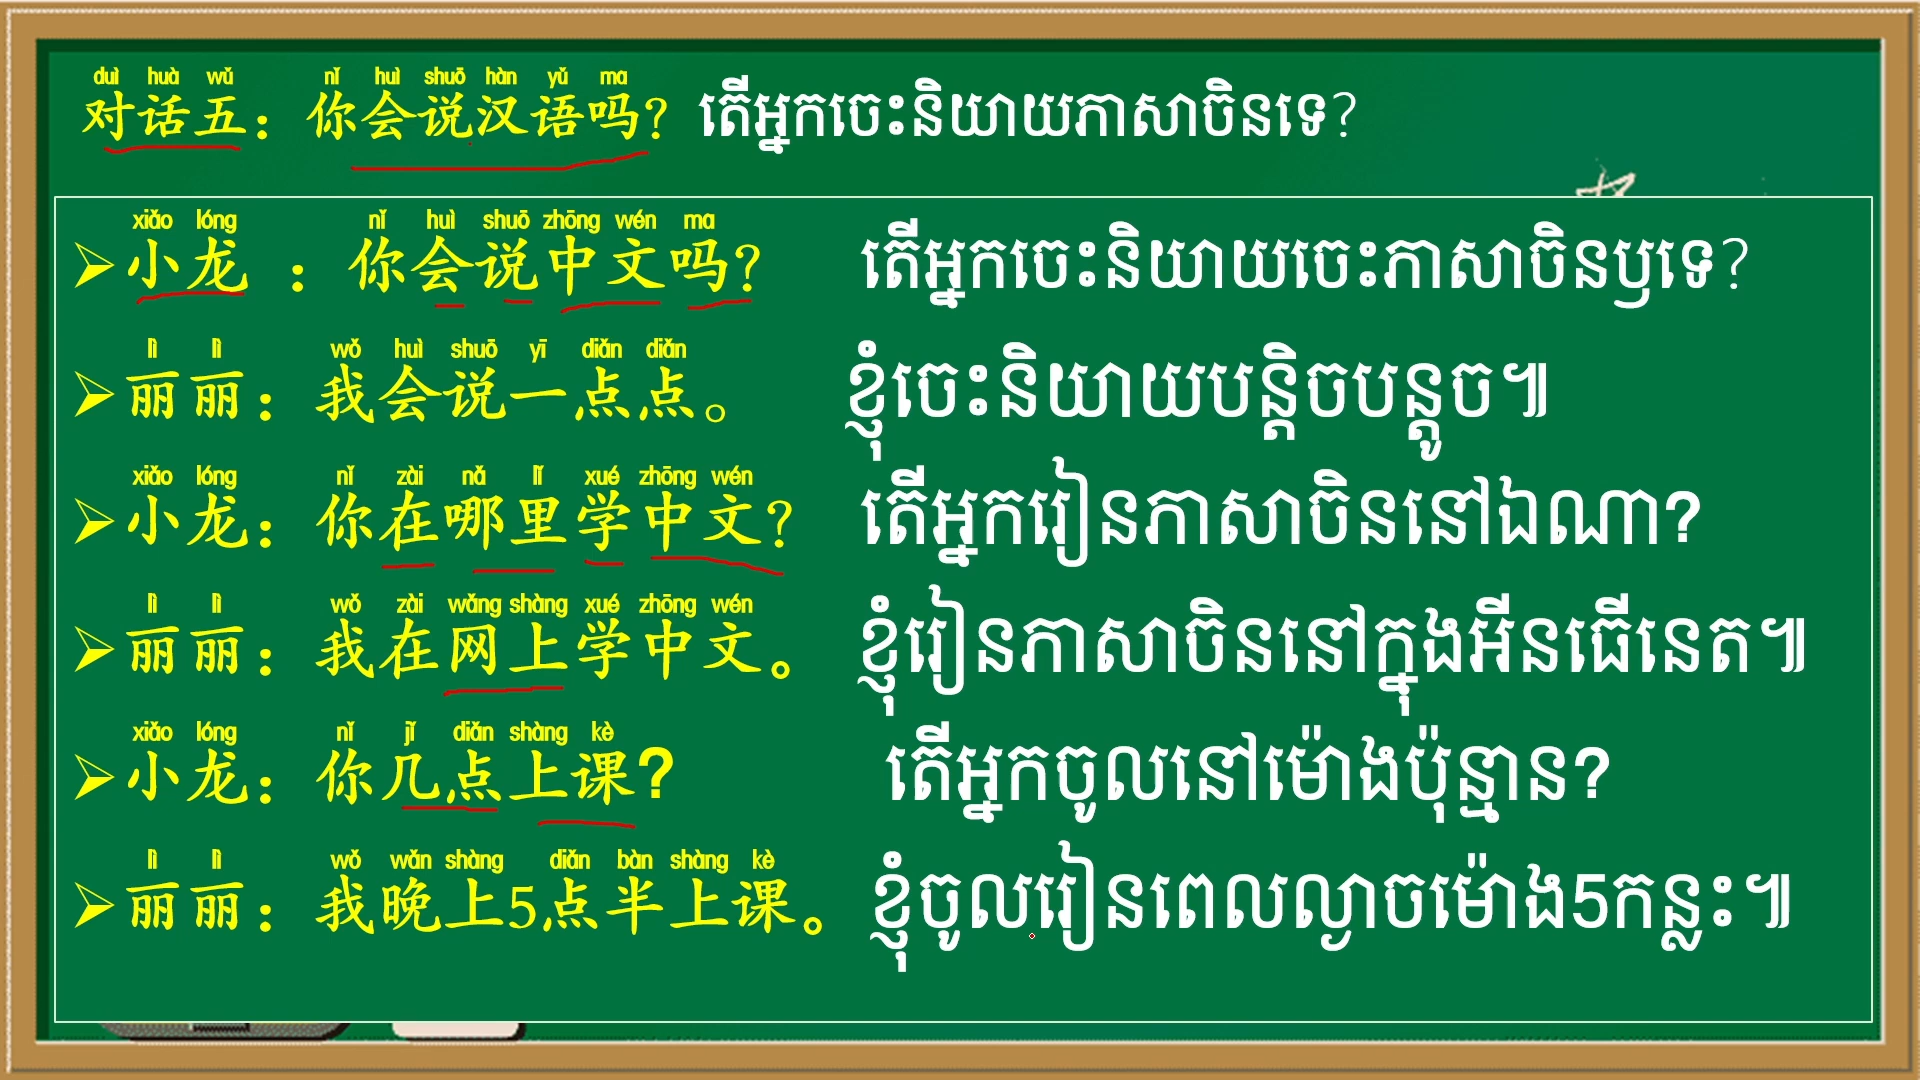 duì huà wǔ nǐ huì shuō hàn yǔ ma
对话五：你会说汉语吗? តើអ្នកចេះនិយាយភាសាចិនទេ?
xiǎo lóng nǐ huì shuō zhōng wén ma
➢小龙 ：你会说中文吗? តើអ្នកចេះនិយាយចេះភាសាចិនឫទេ?
lì lì wǒ huì shuō yī diǎn diǎn
➢丽丽：我会说一点点。 ខ្ញុំចេះនិយាយបន្តិចបន្តូច៕
xiǎo lóng nǐ zài nǎ lǐ xué zhōng wén
➢小龙：你在哪里学中文? តើអ្នករៀនភាសាចិននៅឯណា?
lì lì wǒ zài wǎng shàng xué zhōng wén
➢丽丽：我在网上学中文。 ខ្ញុំរៀនភាសាចិននៅក្នុងអីនធើនេត៕
xiǎo lóng nǐ jǐ diǎn shàng kè
➢小龙：你几点上课? តើអ្នកចូលនៅម៉ោងប៉ុន្មាន?
lì lì wǒ wǎn shàng diǎn bàn shàng kè
➢丽丽：我晚上5点半上课。 ខ្ញុំចូលរៀនពេលល្ងាចម៉ោង5កន្លះ៕